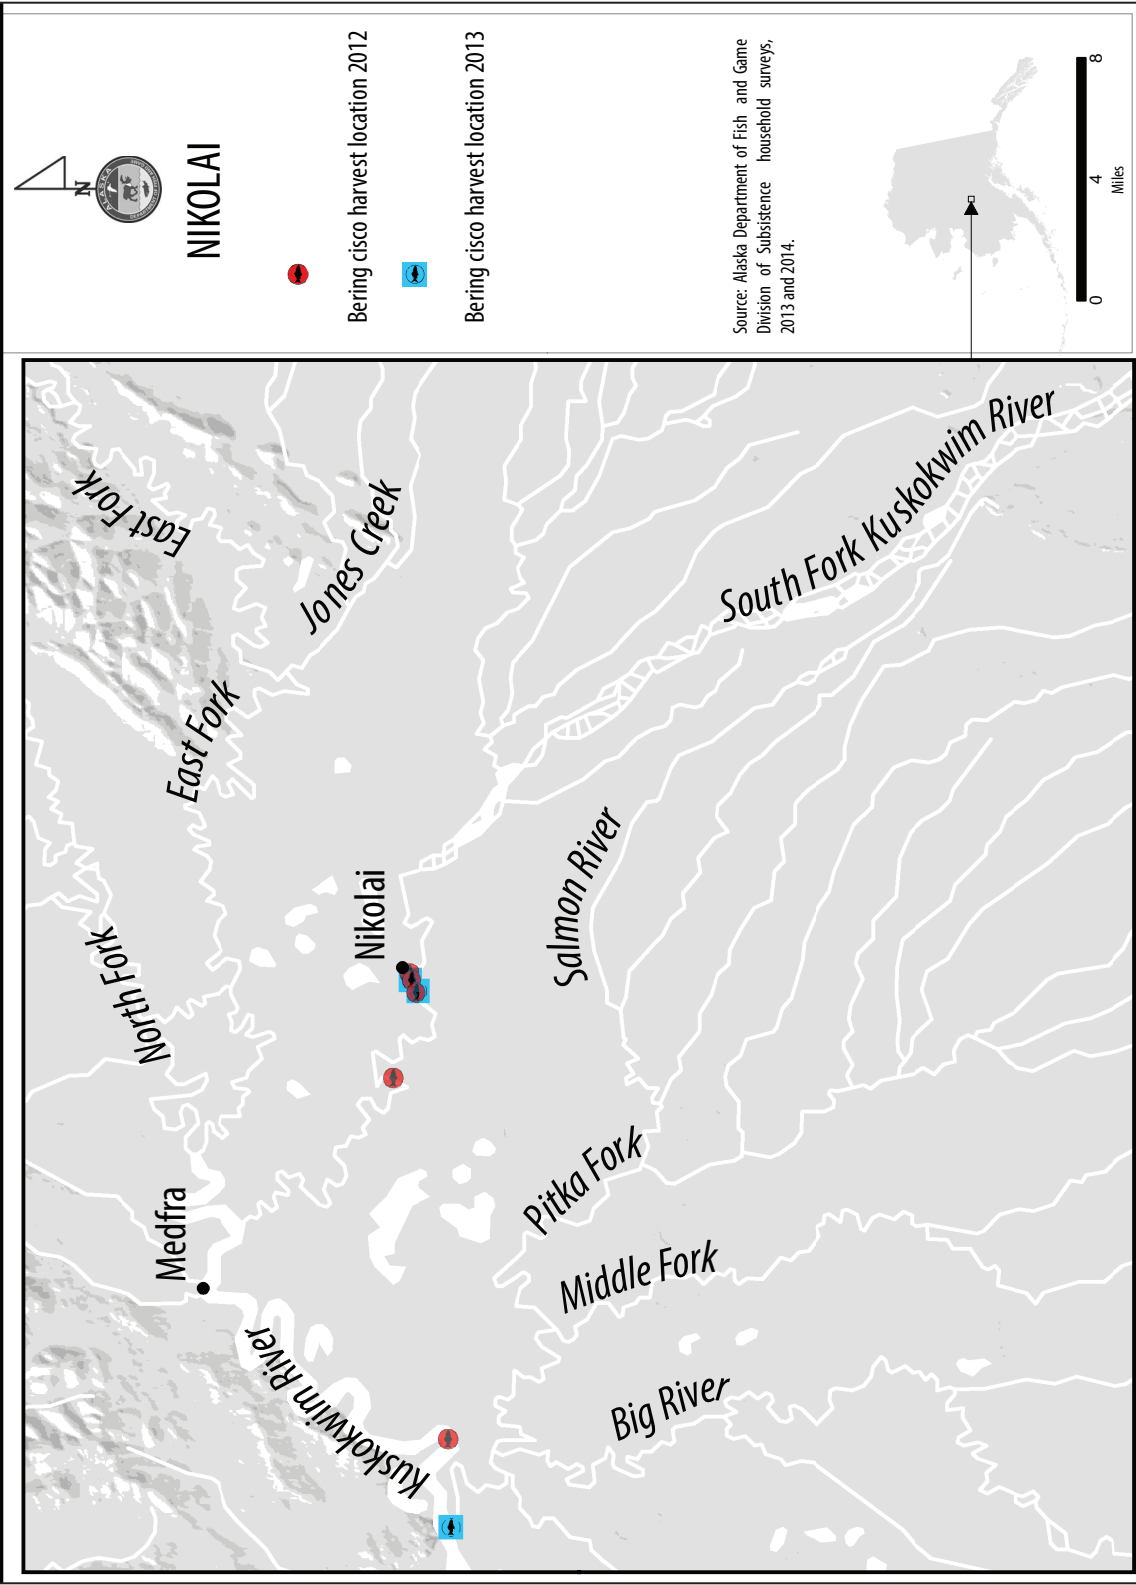 N
NIKOLAI
Bering cisco harvest location 2012
Bering cisco harvest location 2013
Source: Alaska Department of Fish and Game
Division of Subsistence household surveys,
2013 and 2014.
0 4 8
Miles
East Fork
Jones Creek
South Fork Kuskokwim River
East Fork
Nikolai
Salmon River
North Fork
Medfra
Pitka Fork
Middle Fork
Kuskokwim River
Big River